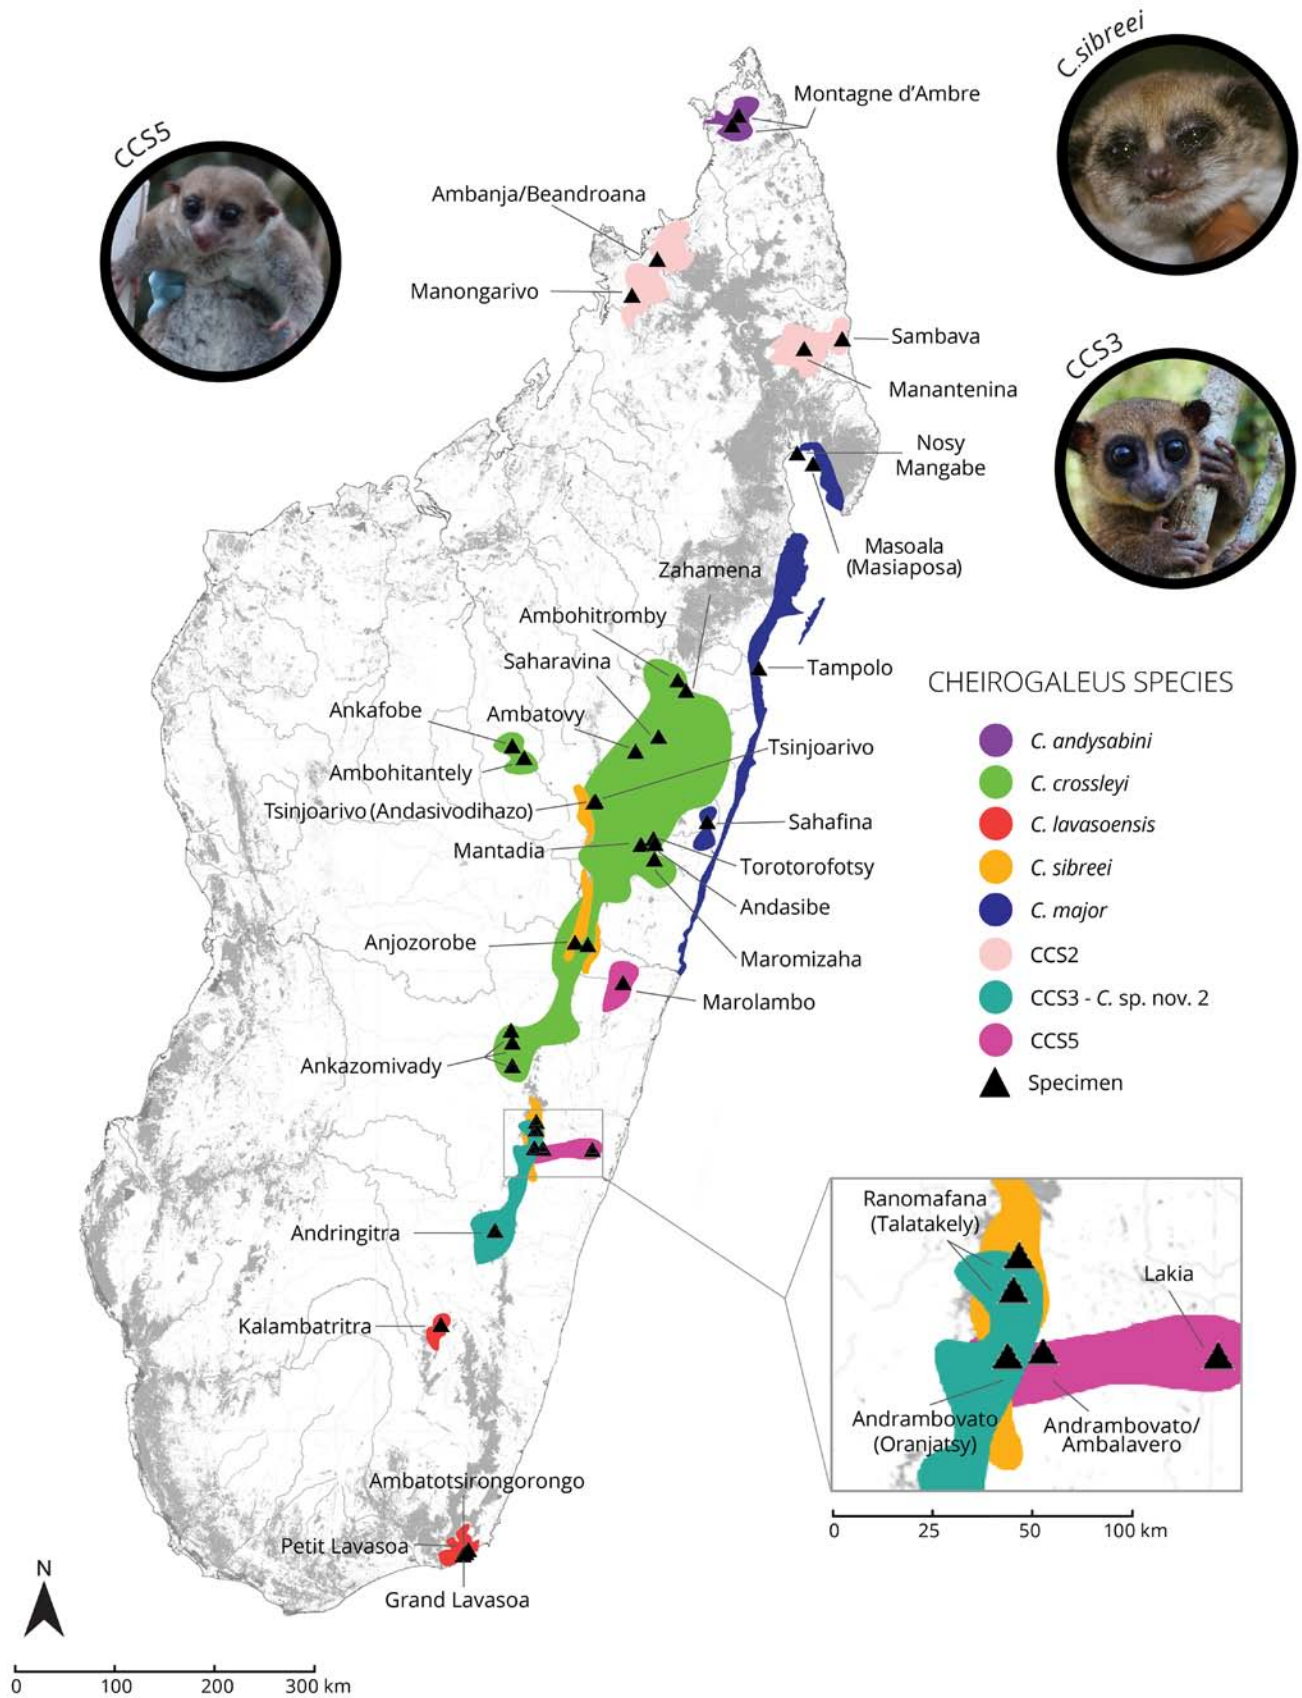 C.sibreei
CCS5
Montagne d'Ambre
Ambanja/Beandroana
Manongarivo
Sambava
CCS3
Manantenina
Nosy
Mangabe
Masoala
(Masiaposa)
Zahamena
Ambohitromby
Saharavina
Tampolo
CHEIROGALEUS SPECIES
Ankafobe
Ambatovy
Tsinjoarivo
C. andysabini
Ambohitantely
C. crossleyi
Tsinjoarivo (Andasivodihazo)
Sahafina
C. lavasoensis
Mantadia
Torotorofotsy
C. sibreei
Andasibe
C. major
Anjozorobe
Maromizaha
CCS2
Marolambo
CCS3 - C. sp. nov. 2
CCS5
Ankazomivady
Specimen
Ranomafana
(Talatakely)
Andringitra
Lakia
Kalambatritra
Andrambovato
(Oranjatsy)
Andrambovato/
Ambalavero
Ambatotsirongorongo
0 25 50 100 km
Petit Lavasoa
Grand Lavasoa
N
0 100 200 300 km